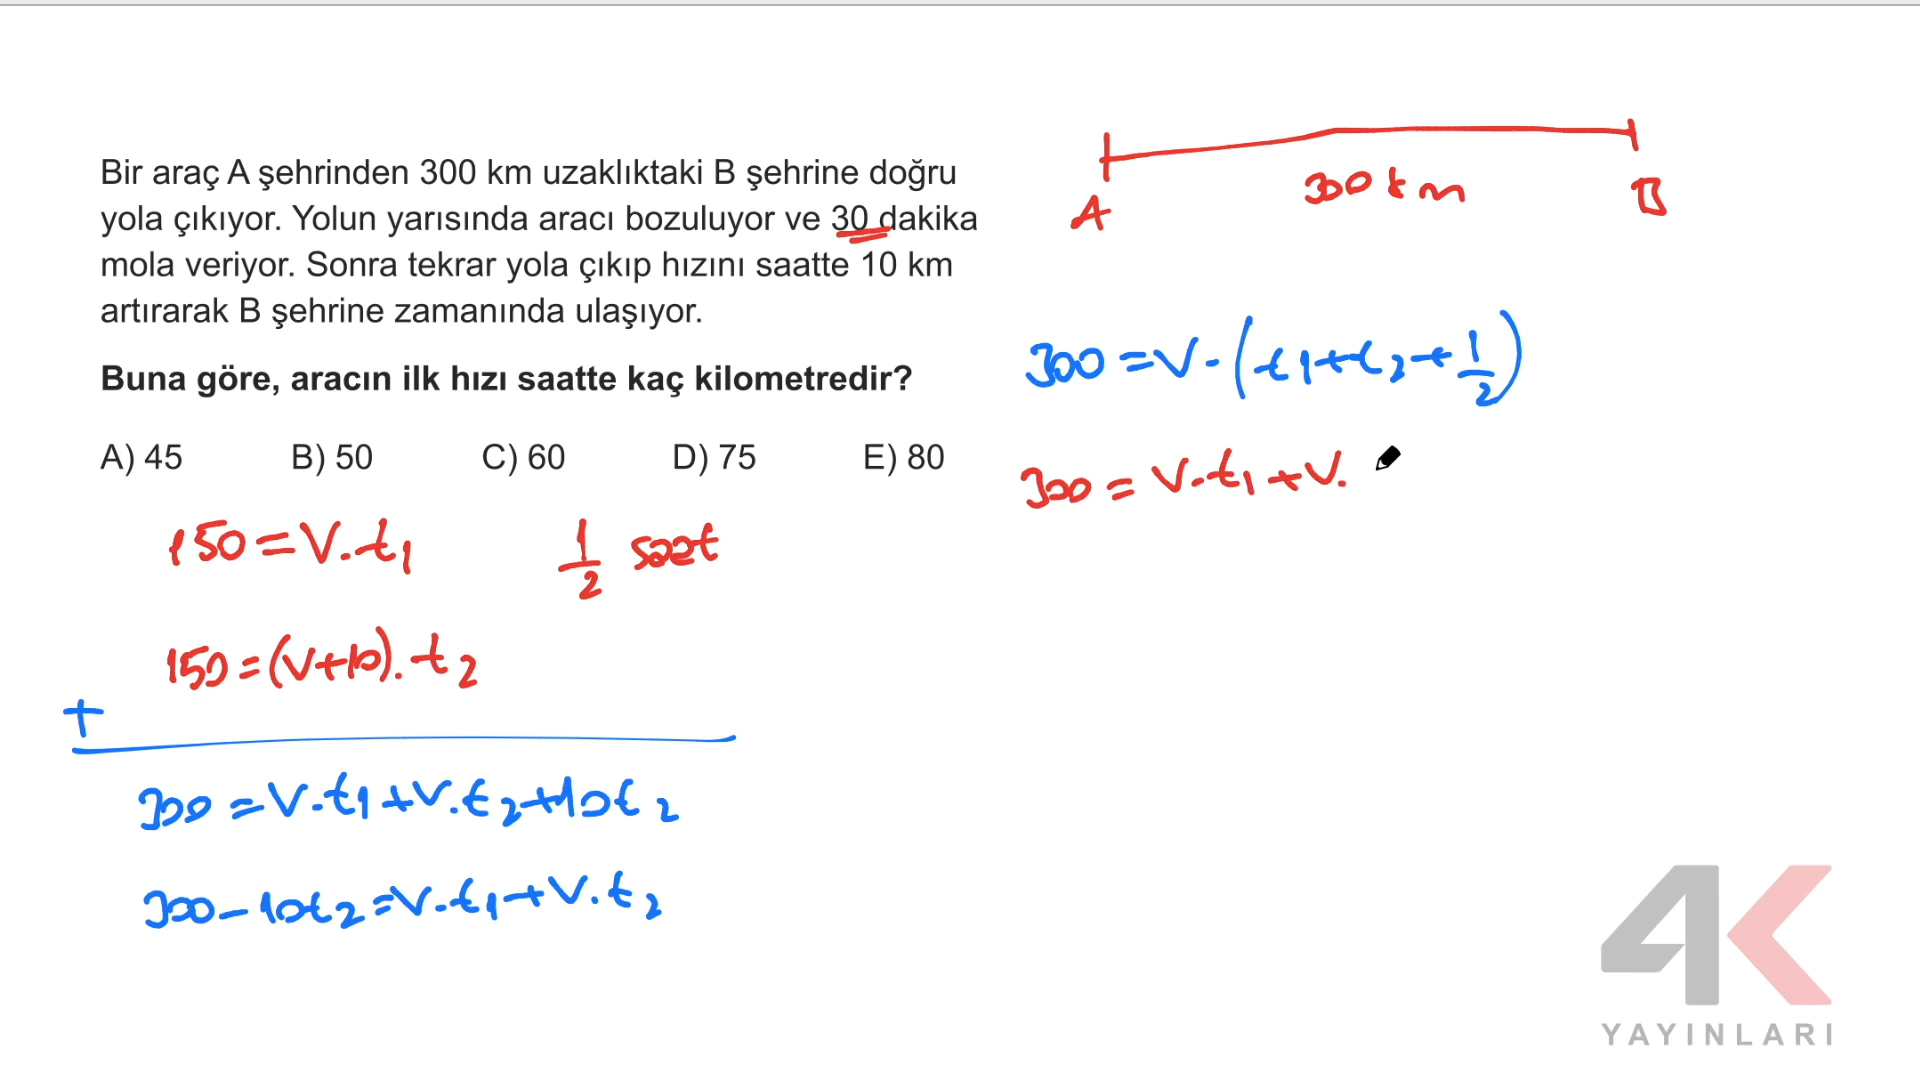 Bir araç A şehrinden 300 km uzaklıktaki B şehrine doğru
yola çıkıyor. Yolun yarısında aracı bozuluyor ve 30 dakika
mola veriyor. Sonra tekrar yola çıkıp hızını saatte 10 km
artırarak B şehrine zamanında ulaşıyor.
Buna göre, aracın ilk hızı saatte kaç kilometredir?
A) 45 B) 50 C) 60 D) 75 E) 80
150=V.t1
1/2 saat
150=(V+10).t2
+
300=V.t1+V.t2+10t2
300-10t2=V.t1+V.t2
300 km
A B
300=V.(t1+t2+1/2)
300=V.t1+V.
4K
YAYINLARI